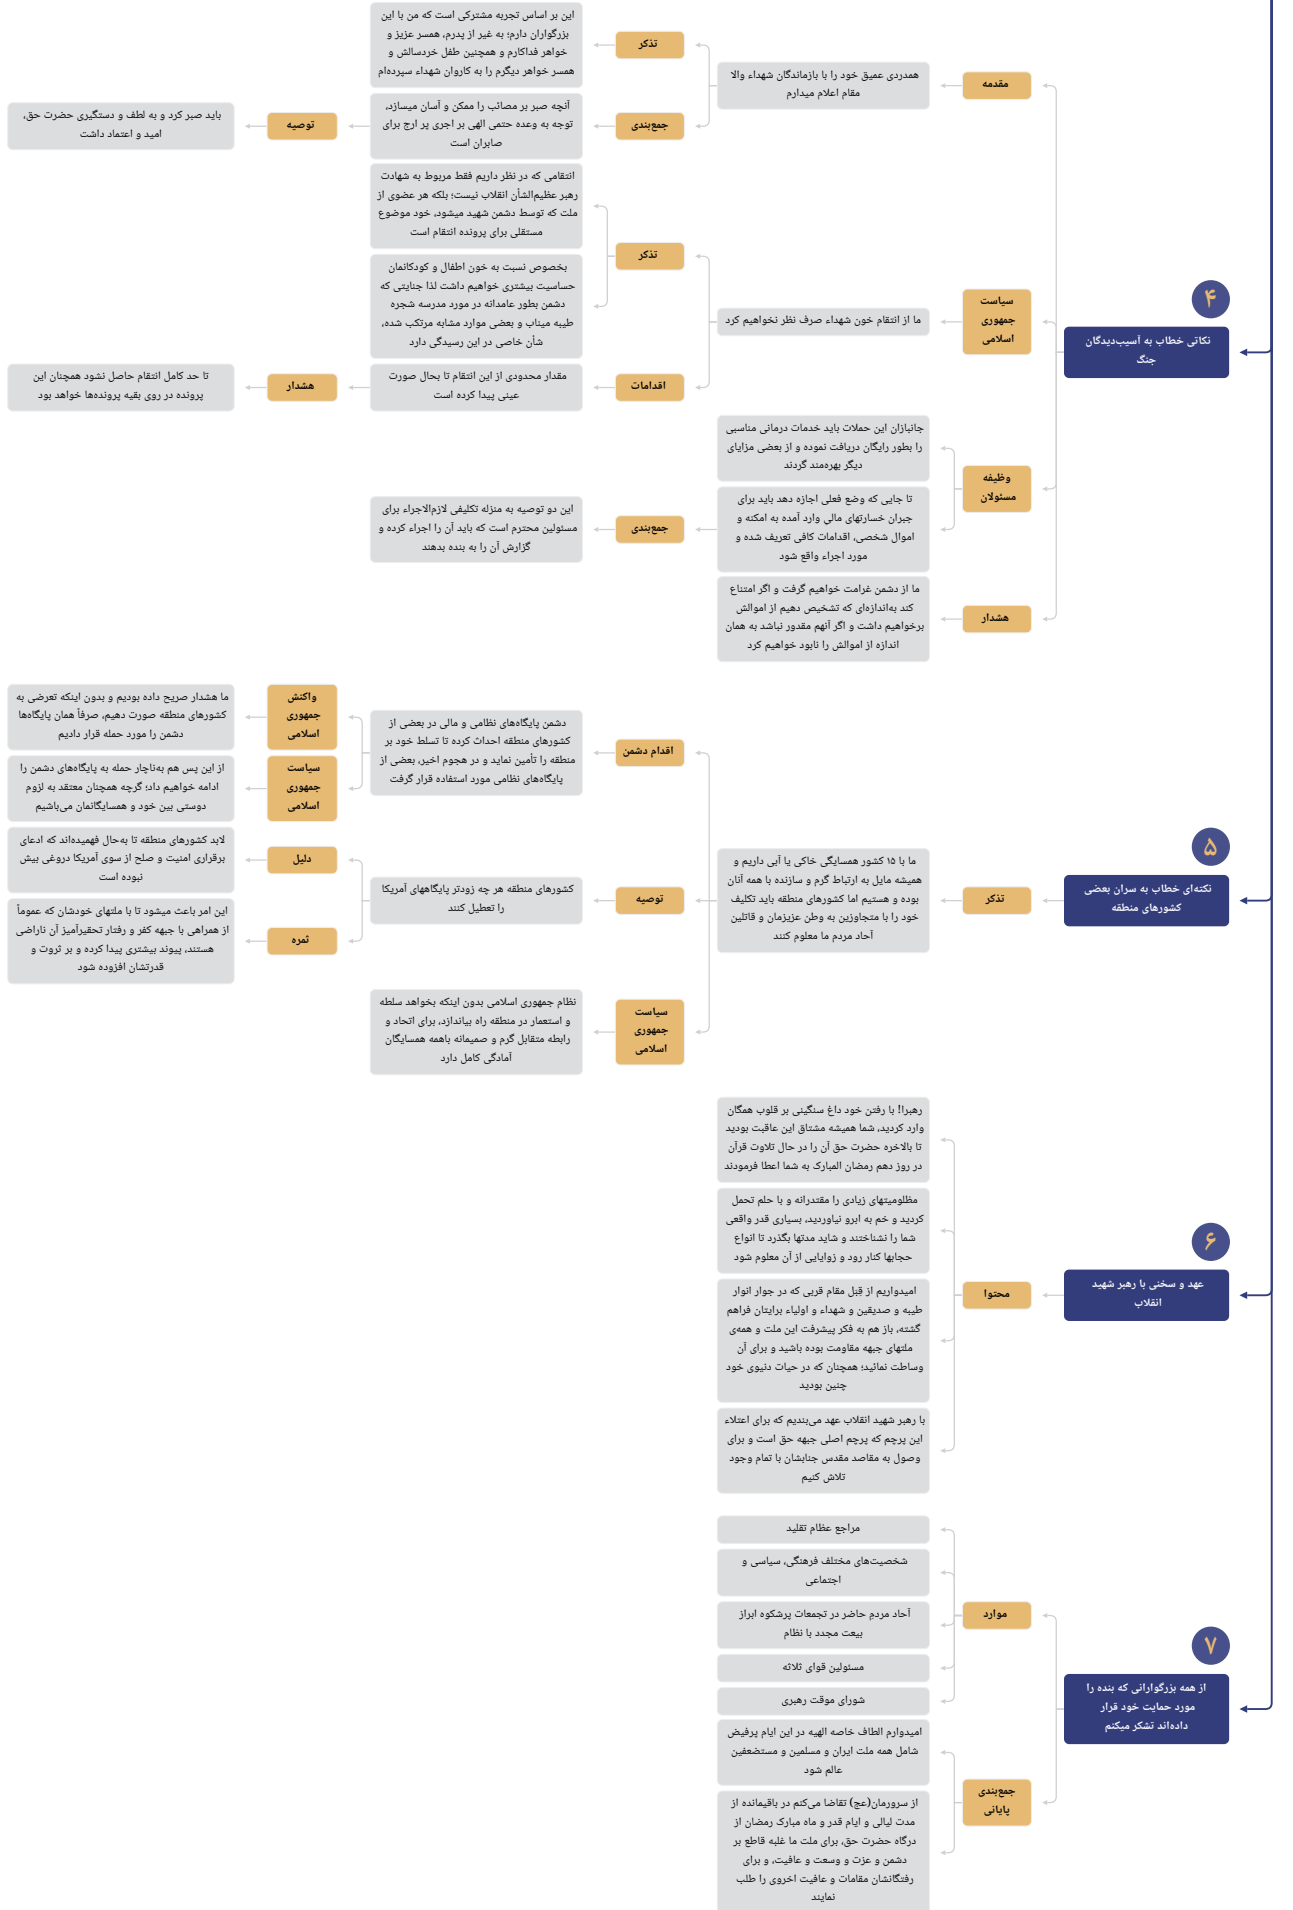 ۴
نکاتی خطاب به آسیب‌دیدگان
جنگ
مقدمه
همدردی عمیق خود را با بازماندگان شهداء والا
مقام اعلام میدارم
تذکر
این بر اساس تجربه مشترکی است که من با این
بزرگواران دارم؛ به غیر از پدرم، همسر عزیز و
خواهر فداکارم و همچنین طفل خردسالش و
همسر خواهر دیگرم را به کاروان شهداء سپرده‌ام
جمع‌بندی
آنچه صبر بر مصائب را ممکن و آسان میسازد،
توجه به وعده حتمی الهی بر اجری پر ارج برای
صابران است
توصیه
باید صبر کرد و به لطف و دستگیری حضرت حق،
امید و اعتماد داشت
سیاست
جمهوری
اسلامی
ما از انتقام خون شهداء صرف نظر نخواهیم کرد
تذکر
انتقامی که در نظر داریم فقط مربوط به شهادت
رهبر عظیم‌الشأن انقلاب نیست؛ بلکه هر عضوی از
ملت که توسط دشمن شهید میشود، خود موضوع
مستقلی برای پرونده انتقام است
بخصوص نسبت به خون اطفال و کودکانمان
حساسیت بیشتری خواهیم داشت لذا جنایتی که
دشمن بطور عامدانه در مورد مدرسه شجره
طیبه میناب و بعضی موارد مشابه مرتکب شده،
شأن خاصی در این رسیدگی دارد
اقدامات
مقدار محدودی از این انتقام تا بحال صورت
عینی پیدا کرده است
هشدار
تا حد کامل انتقام حاصل نشود همچنان این
پرونده در روی بقیه پرونده‌ها خواهد بود
وظیفه
مسئولان
جانبازان این حملات باید خدمات درمانی مناسبی
را بطور رایگان دریافت نموده و از بعضی مزایای
دیگر بهره‌مند گردند
تا جایی که وضع فعلی اجازه دهد باید برای
جبران خسارتهای مالیِ وارد آمده به امکنه و
اموال شخصی، اقدامات کافی تعریف شده و
مورد اجراء واقع شود
جمع‌بندی
این دو توصیه به منزله تکلیفی لازم‌الاجراء برای
مسئولین محترم است که باید آن را اجراء کرده و
گزارش آن را به بنده بدهند
هشدار
ما از دشمن غرامت خواهیم گرفت و اگر امتناع
کند به‌اندازه‌ای که تشخیص دهیم از اموالش
برخواهیم داشت و اگر آنهم مقدور نباشد به همان
اندازه از اموالش را نابود خواهیم کرد
۵
نکته‌ای خطاب به سران بعضی
کشورهای منطقه
تذکر
ما با ۱۵ کشور همسایگی خاکی یا آبی داریم و
همیشه مایل به ارتباط گرم و سازنده با همه آنان
بوده و هستیم اما کشورهای منطقه باید تکلیف
خود را با متجاوزین به وطن عزیزمان و قاتلین
آحاد مردم ما معلوم کنند
اقدام دشمن
دشمن پایگاه‌های نظامی و مالی در بعضی از
کشورهای منطقه احداث کرده تا تسلط خود بر
منطقه را تأمین نماید و در هجوم اخیر، بعضی از
پایگاه‌های نظامی مورد استفاده قرار گرفت
واکنش
جمهوری
اسلامی
ما هشدار صریح داده بودیم و بدون اینکه تعرضی به
کشورهای منطقه صورت دهیم، صرفاً همان پایگاه‌ها
دشمن را مورد حمله قرار دادیم
سیاست
جمهوری
اسلامی
از این پس هم به‌ناچار حمله به پایگاه‌های دشمن را
ادامه خواهیم داد؛ گرچه همچنان معتقد به لزوم
دوستی بین خود و همسایگانمان می‌باشیم
توصیه
کشورهای منطقه هر چه زودتر پایگاههای آمریکا
را تعطیل کنند
دلیل
لابد کشورهای منطقه تا به‌حال فهمیده‌اند که ادعای
برقراری امنیت و صلح از سوی آمریکا دروغی بیش
نبوده است
ثمره
این امر باعث میشود تا با ملتهای خودشان که عموماً
از همراهی با جبهه کفر و رفتار تحقیرآمیز آن ناراضی
هستند، پیوند بیشتری پیدا کرده و بر ثروت و
قدرتشان افزوده شود
سیاست
جمهوری
اسلامی
نظام جمهوری اسلامی بدون اینکه بخواهد سلطه
و استعمار در منطقه راه بیاندازد، برای اتحاد و
رابطه متقابل گرم و صمیمانه باهمه همسایگان
آمادگی کامل دارد
۶
عهد و سخنی با رهبر شهید
انقلاب
محتوا
رهبرا! با رفتن خود داغ سنگینی بر قلوب همگان
وارد کردید، شما همیشه مشتاق این عاقبت بودید
تا بالاخره حضرت حق آن را در حال تلاوت قرآن
در روز دهم رمضان المبارک به شما اعطا فرمودند
مظلومیتهای زیادی را مقتدرانه و با حلم تحمل
کردید و خم به ابرو نیاوردید، بسیاری قدر واقعی
شما را نشناختند و شاید مدتها بگذرد تا انواع
حجابها کنار رود و زوایایی از آن معلوم شود
امیدواریم از قِبَل مقام قربی که در جوار انوار
طیبه و صدیقین و شهداء و اولیاء برایتان فراهم
گشته، باز هم به فکر پیشرفت این ملت و همه‌ی
ملتهای جبهه مقاومت بوده باشید و برای آن
وساطت نمائید؛ همچنان که در حیات دنیوی خود
چنین بودید
با رهبر شهید انقلاب عهد می‌بندیم که برای اعتلاء
این پرچم که پرچم اصلی جبهه حق است و برای
وصول به مقاصد مقدس جنابشان با تمام وجود
تلاش کنیم
۷
از همه بزرگوارانی که بنده را
مورد حمایت خود قرار
داده‌اند تشکر میکنم
موارد
مراجع عظام تقلید
شخصیت‌های مختلف فرهنگی، سیاسی و
اجتماعی
آحاد مردمِ حاضر در تجمعات پرشکوه ابراز
بیعت مجدد با نظام
مسئولین قوای ثلاثه
شورای موقت رهبری
جمع‌بندی
پایانی
امیدوارم الطاف خاصه الهیه در این ایام پرفیض
شامل همه ملت ایران و مسلمین و مستضعفین
عالم شود
از سرورمان(عج) تقاضا می‌کنم در باقیمانده از
مدت لیالی و ایام قدر و ماه مبارک رمضان از
درگاه حضرت حق، برای ملت ما غلبه قاطع بر
دشمن و عزت و وسعت و عافیت، و برای
رفتگانشان مقامات و عافیت اخروی را طلب
نمایند